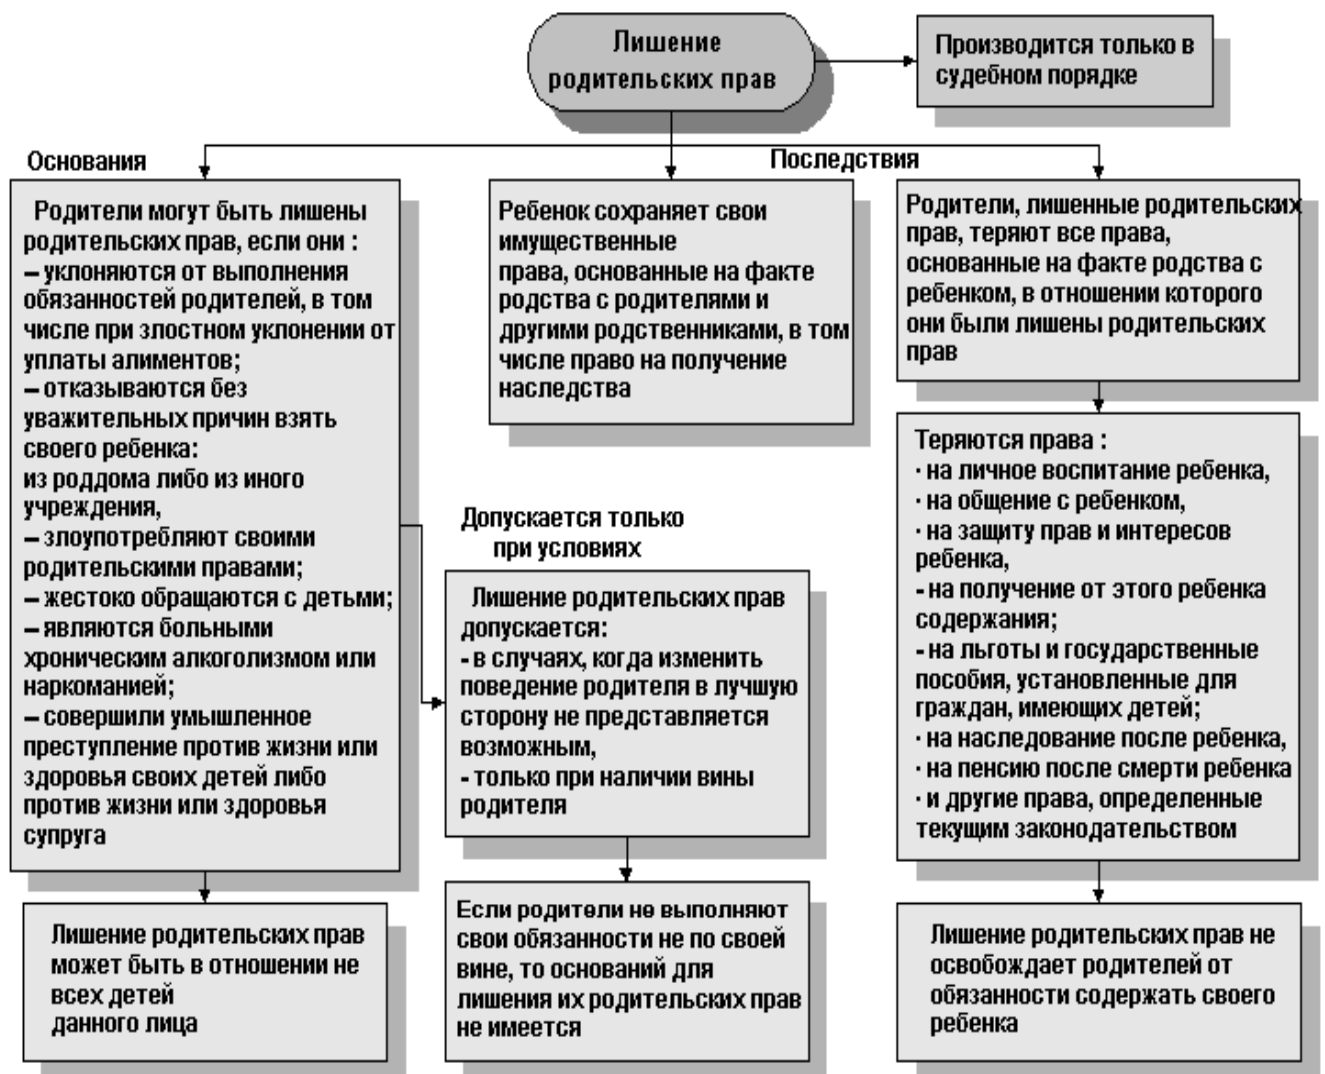 Лишение
родительских прав
Производится только в
судебном порядке
Основания
Последствия
Родители могут быть лишены
родительских прав, если они :
– уклоняются от выполнения
обязанностей родителей, в том
числе при злостном уклонении от
уплаты алиментов;
– отказываются без
уважительных причин взять
своего ребенка:
из роддома либо из иного
учреждения,
– злоупотребляют своими
родительскими правами;
– жестоко обращаются с детьми;
– являются больными
хроническим алкоголизмом или
наркоманией;
– совершили умышленное
преступление против жизни или
здоровья своих детей либо
против жизни или здоровья
супруга
Лишение родительских прав
может быть в отношении не
всех детей
данного лица
Ребенок сохраняет свои
имущественные
права, основанные на факте
родства с родителями и
другими родственниками, в том
числе право на получение
наследства
Допускается только
при условиях
Лишение родительских прав
допускается:
- в случаях, когда изменить
поведение родителя в лучшую
сторону не представляется
возможным,
- только при наличии вины
родителя
Если родители не выполняют
свои обязанности не по своей
вине, то оснований для
лишения их родительских прав
не имеется
Родители, лишенные родительских
прав, теряют все права,
основанные на факте родства с
ребенком, в отношении которого
они были лишены родительских
прав
Теряются права :
· на личное воспитание ребенка,
· на общение с ребенком,
· на защиту прав и интересов
ребенка,
- на получение от этого ребенка
содержания;
- на льготы и государственные
пособия, установленные для
граждан, имеющих детей;
· на наследование после ребенка,
· на пенсию после смерти ребенка
· и другие права, определенные
текущим законодательством
Лишение родительских прав не
освобождает родителей от
обязанности содержать своего
ребенка